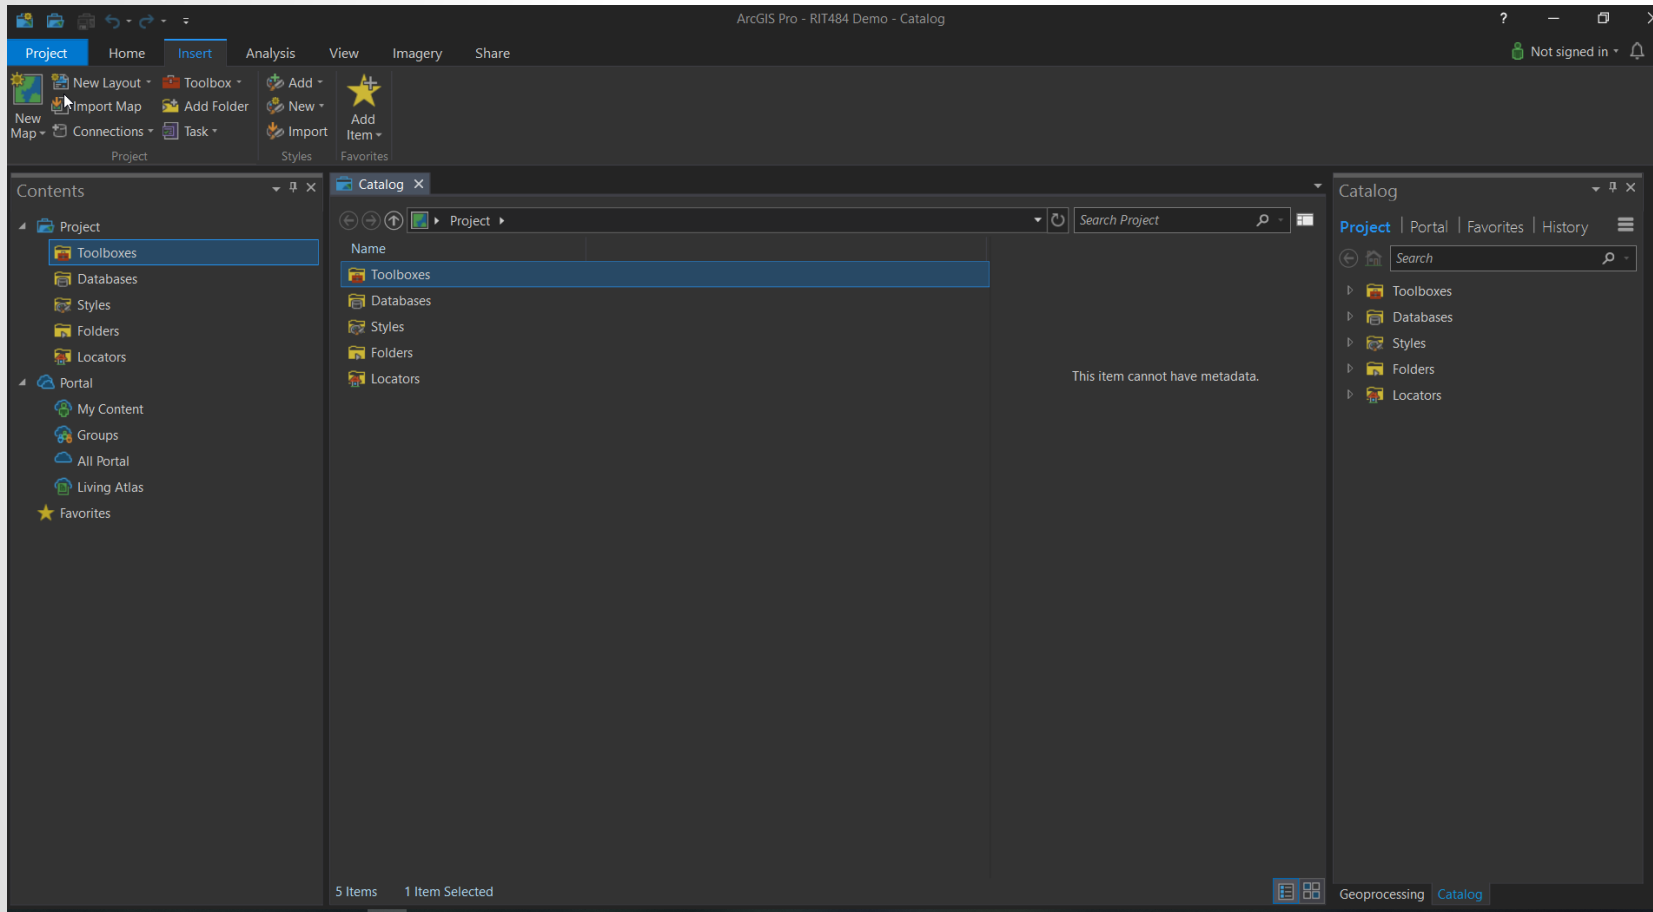 ArcGIS Pro - RIT484 Demo - Catalog
?
Project Home Insert Analysis View Imagery Share
Not signed in
New Map
New Layout
Import Map
Connections
Toolbox
Add Folder
Task
Project
Add
New
Import
Styles
Add Item
Favorites
Contents
Project
Toolboxes
Databases
Styles
Folders
Locators
Portal
My Content
Groups
All Portal
Living Atlas
Favorites
Catalog
Project
Search Project
Name
Toolboxes
Databases
Styles
Folders
Locators
This item cannot have metadata.
5 Items 1 Item Selected
Catalog
Project | Portal | Favorites | History
Search
Toolboxes
Databases
Styles
Folders
Locators
Geoprocessing Catalog